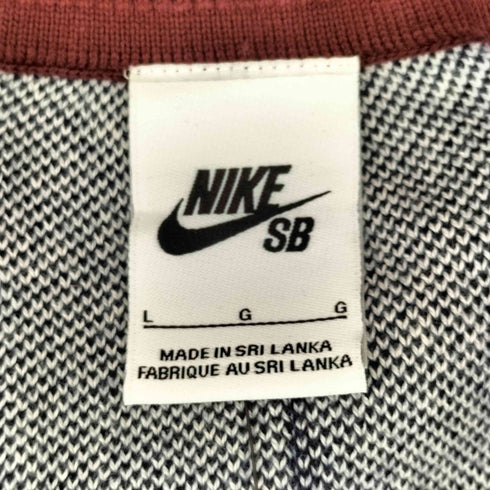 NIKE
SB
L G G
MADE IN SRI LANKA
FABRIQUE AU SRI LANKA